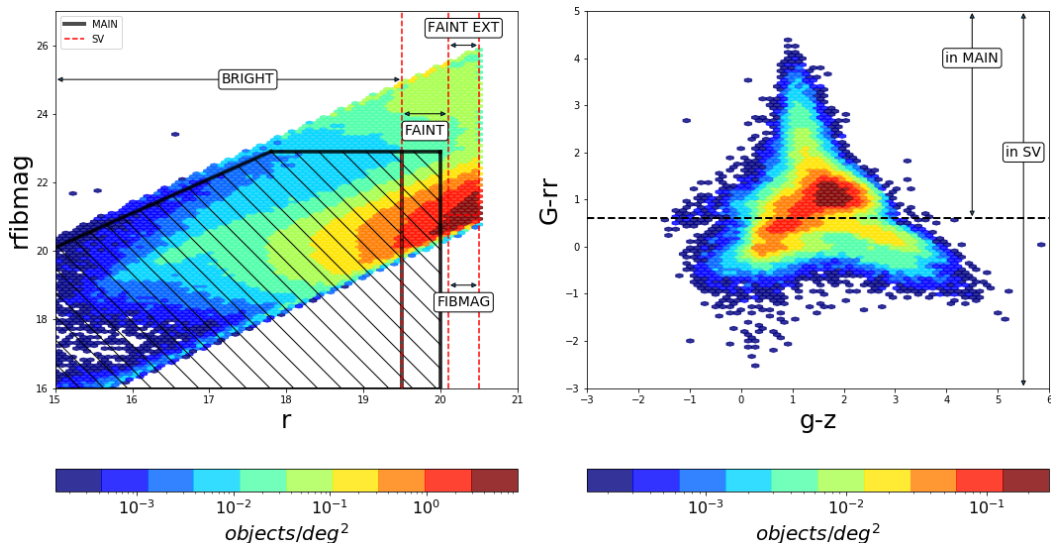 MAIN
SV
FAINT EXT
BRIGHT
FAINT
FIBMAG
rfibmag
26
24
22
20
18
16
15
16
17
18
19
20
21
r
in MAIN
in SV
G-rr
5
4
3
2
1
0
−1
−2
−3
−3
−2
−1
0
1
2
3
4
5
6
g-z
10⁻³
10⁻²
10⁻¹
10⁰
objects/deg²
10⁻³
10⁻²
10⁻¹
objects/deg²